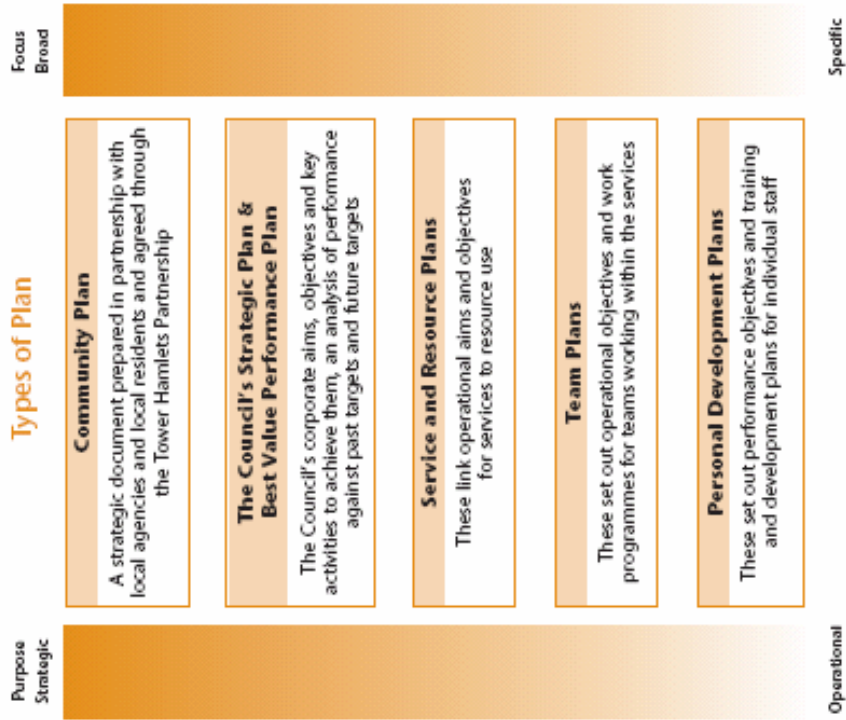 Types of Plan
Purpose
Strategic
Focus
Broad
Community Plan
A strategic document prepared in partnership with
local agencies and local residents and agreed through
the Tower Hamlets Partnership
The Council's Strategic Plan &
Best Value Performance Plan
The Council's corporate aims, objectives and key
activities to achieve them, an analysis of performance
against past targets and future targets
Service and Resource Plans
These link operational aims and objectives
for services to resource use
Team Plans
These set out operational objectives and work
programmes for teams working within the services
Personal Development Plans
These set out performance objectives and training
and development plans for individual staff
Operational
Specific